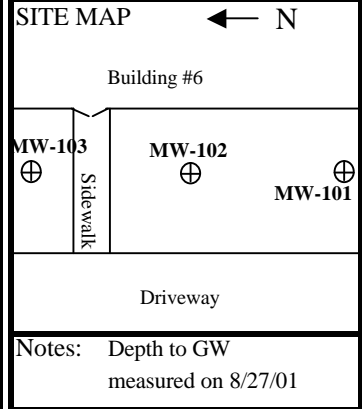 SITE MAP N
Building #6
MW-103
MW-102
MW-101
Sidewalk
Driveway
Notes: Depth to GW
measured on 8/27/01